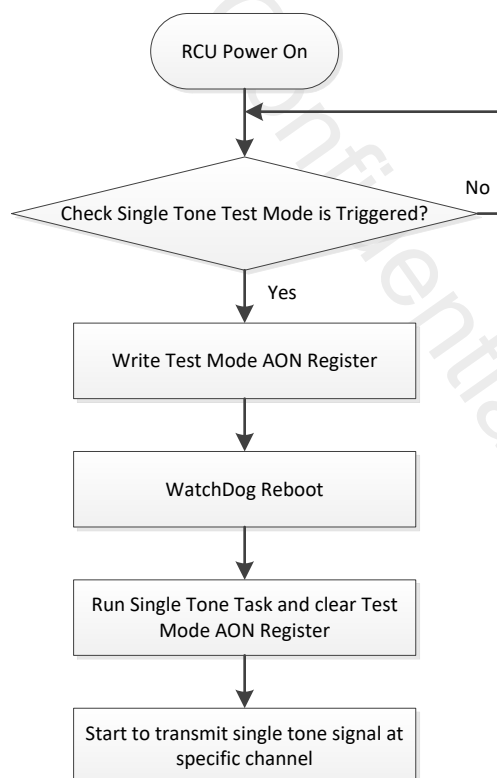 RCU Power On
Check Single Tone Test Mode is Triggered?
No
Yes
Write Test Mode AON Register
WatchDog Reboot
Run Single Tone Task and clear Test
Mode AON Register
Start to transmit single tone signal at
specific channel
Confidential